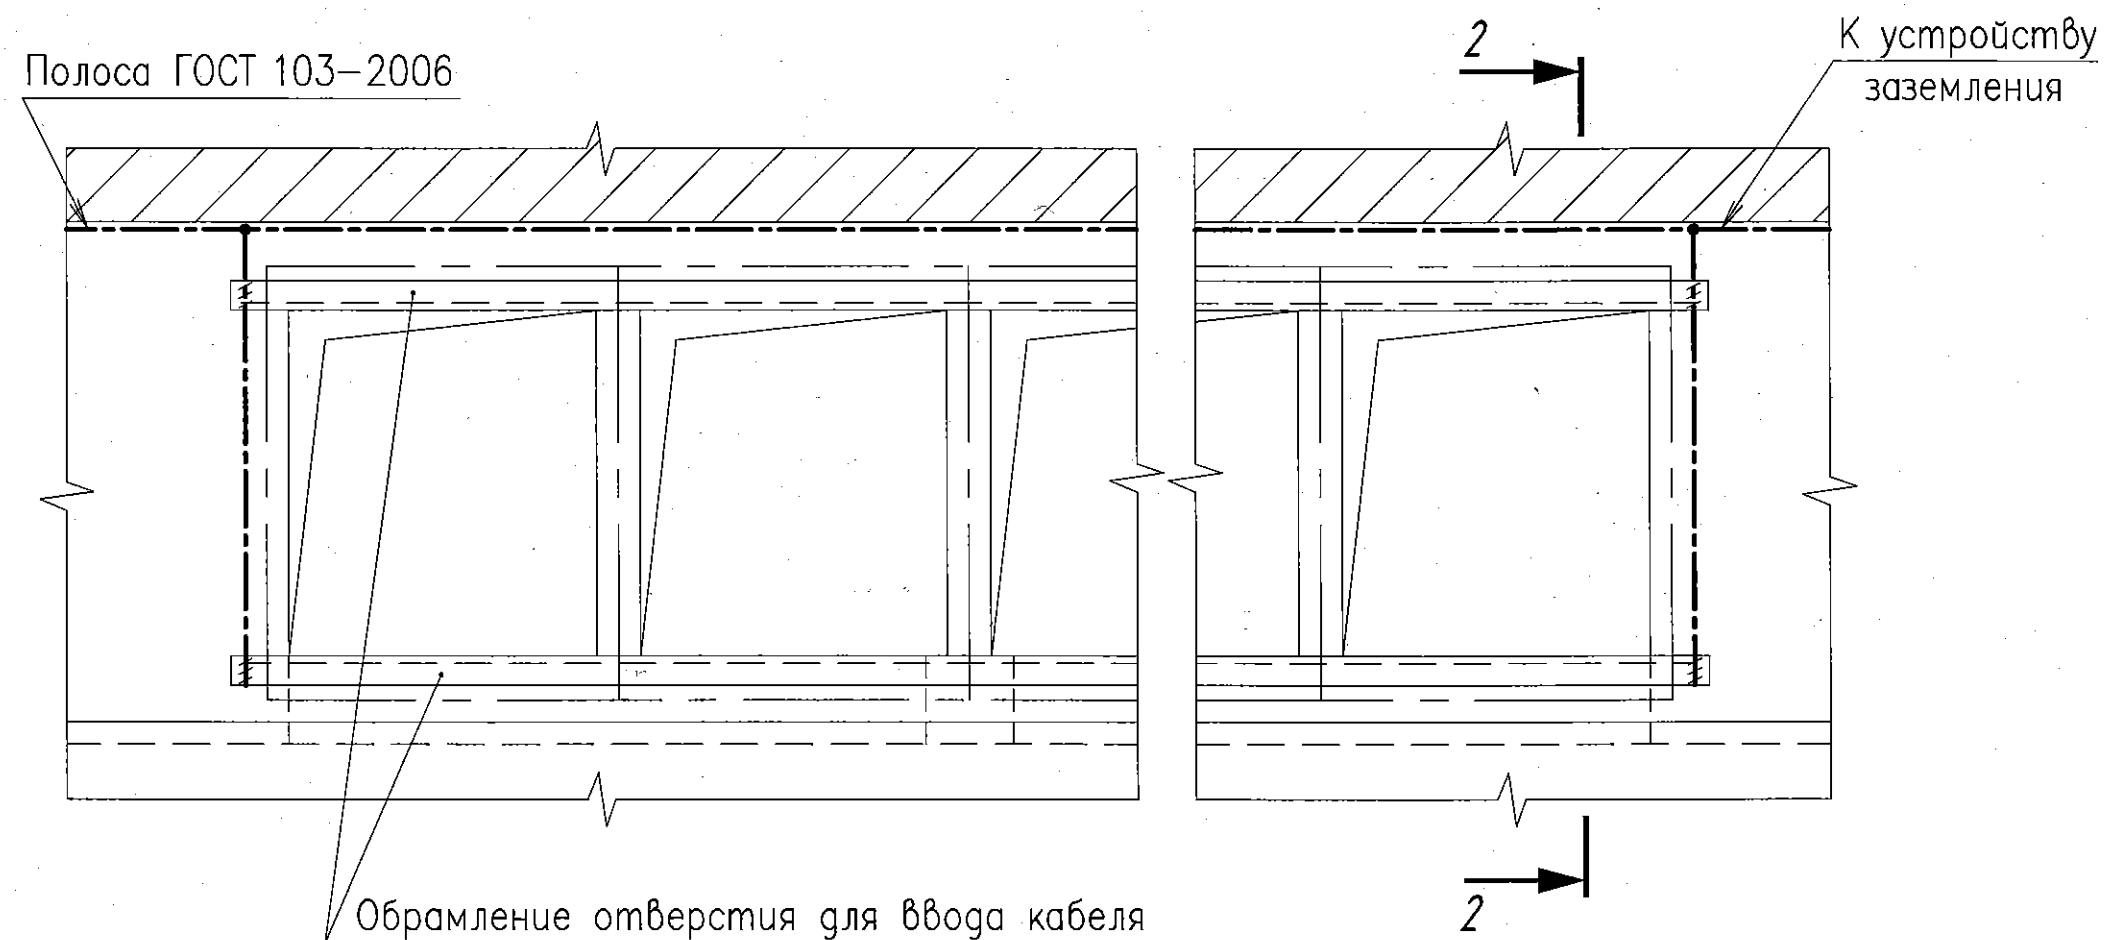 2
К устройству
заземления
Полоса ГОСТ 103-2006
Обрамление отверстия для ввода кабеля
2